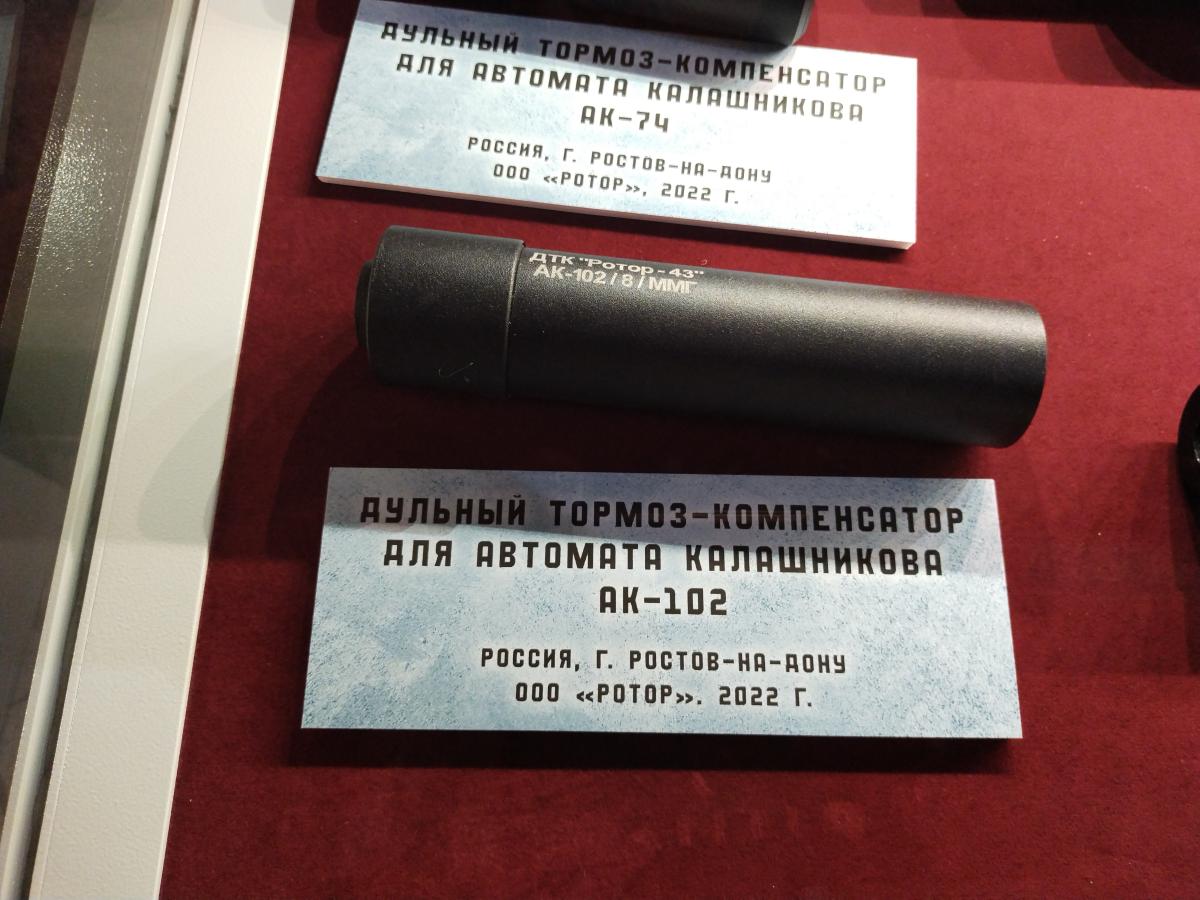 ДУЛЬНЫЙ ТОРМОЗ-КОМПЕНСАТОР
ДЛЯ АВТОМАТА КАЛАШНИКОВА
АК-74
РОССИЯ, Г. РОСТОВ-НА-ДОНУ
ООО «РОТОР», 2022 Г.
ДТК "Ротор - 43"
АК-102 / 8 / ММГ
ДУЛЬНЫЙ ТОРМОЗ-КОМПЕНСАТОР
ДЛЯ АВТОМАТА КАЛАШНИКОВА
АК-102
РОССИЯ, Г. РОСТОВ-НА-ДОНУ
ООО «РОТОР». 2022 Г.